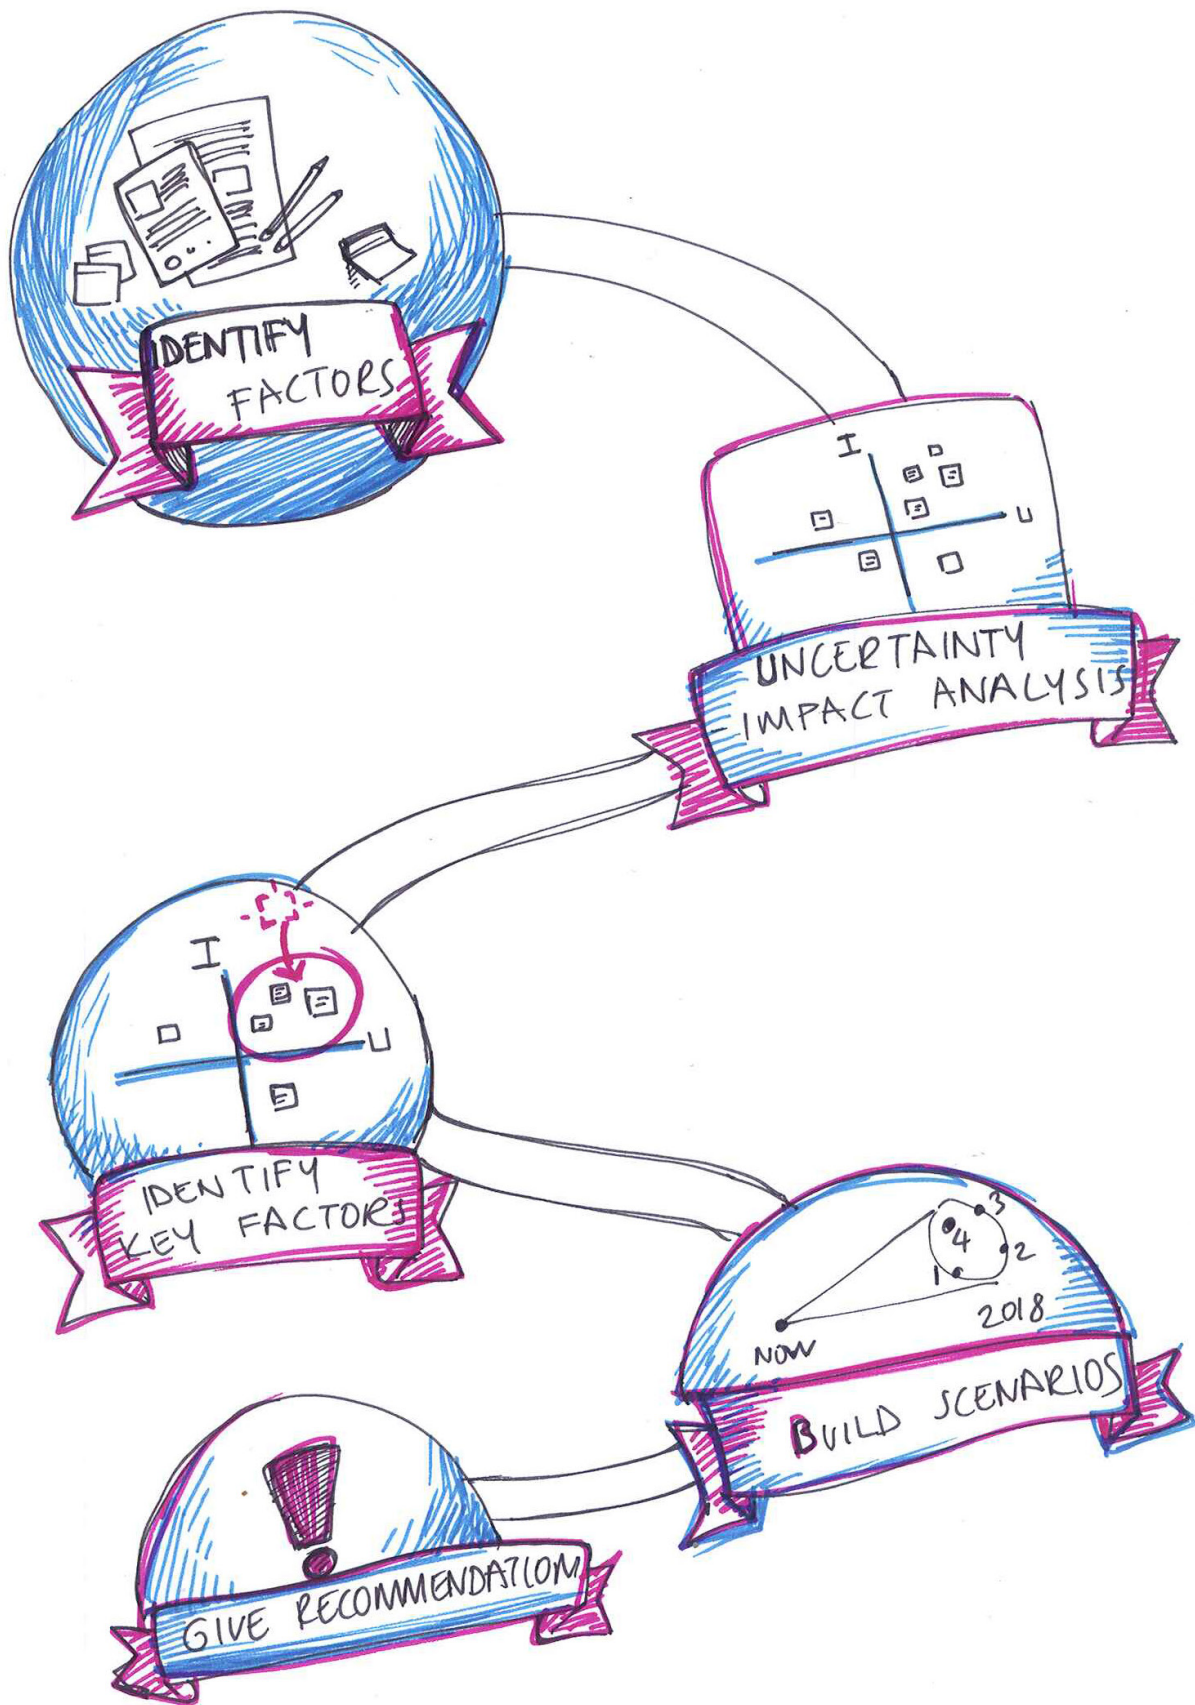 IDENTIFY
FACTORS
I
U
UNCERTAINTY
IMPACT ANALYSIS
I
U
IDENTIFY
KEY FACTORS
3
4
2
1
2018
NOW
BUILD SCENARIOS
GIVE RECOMMENDATION